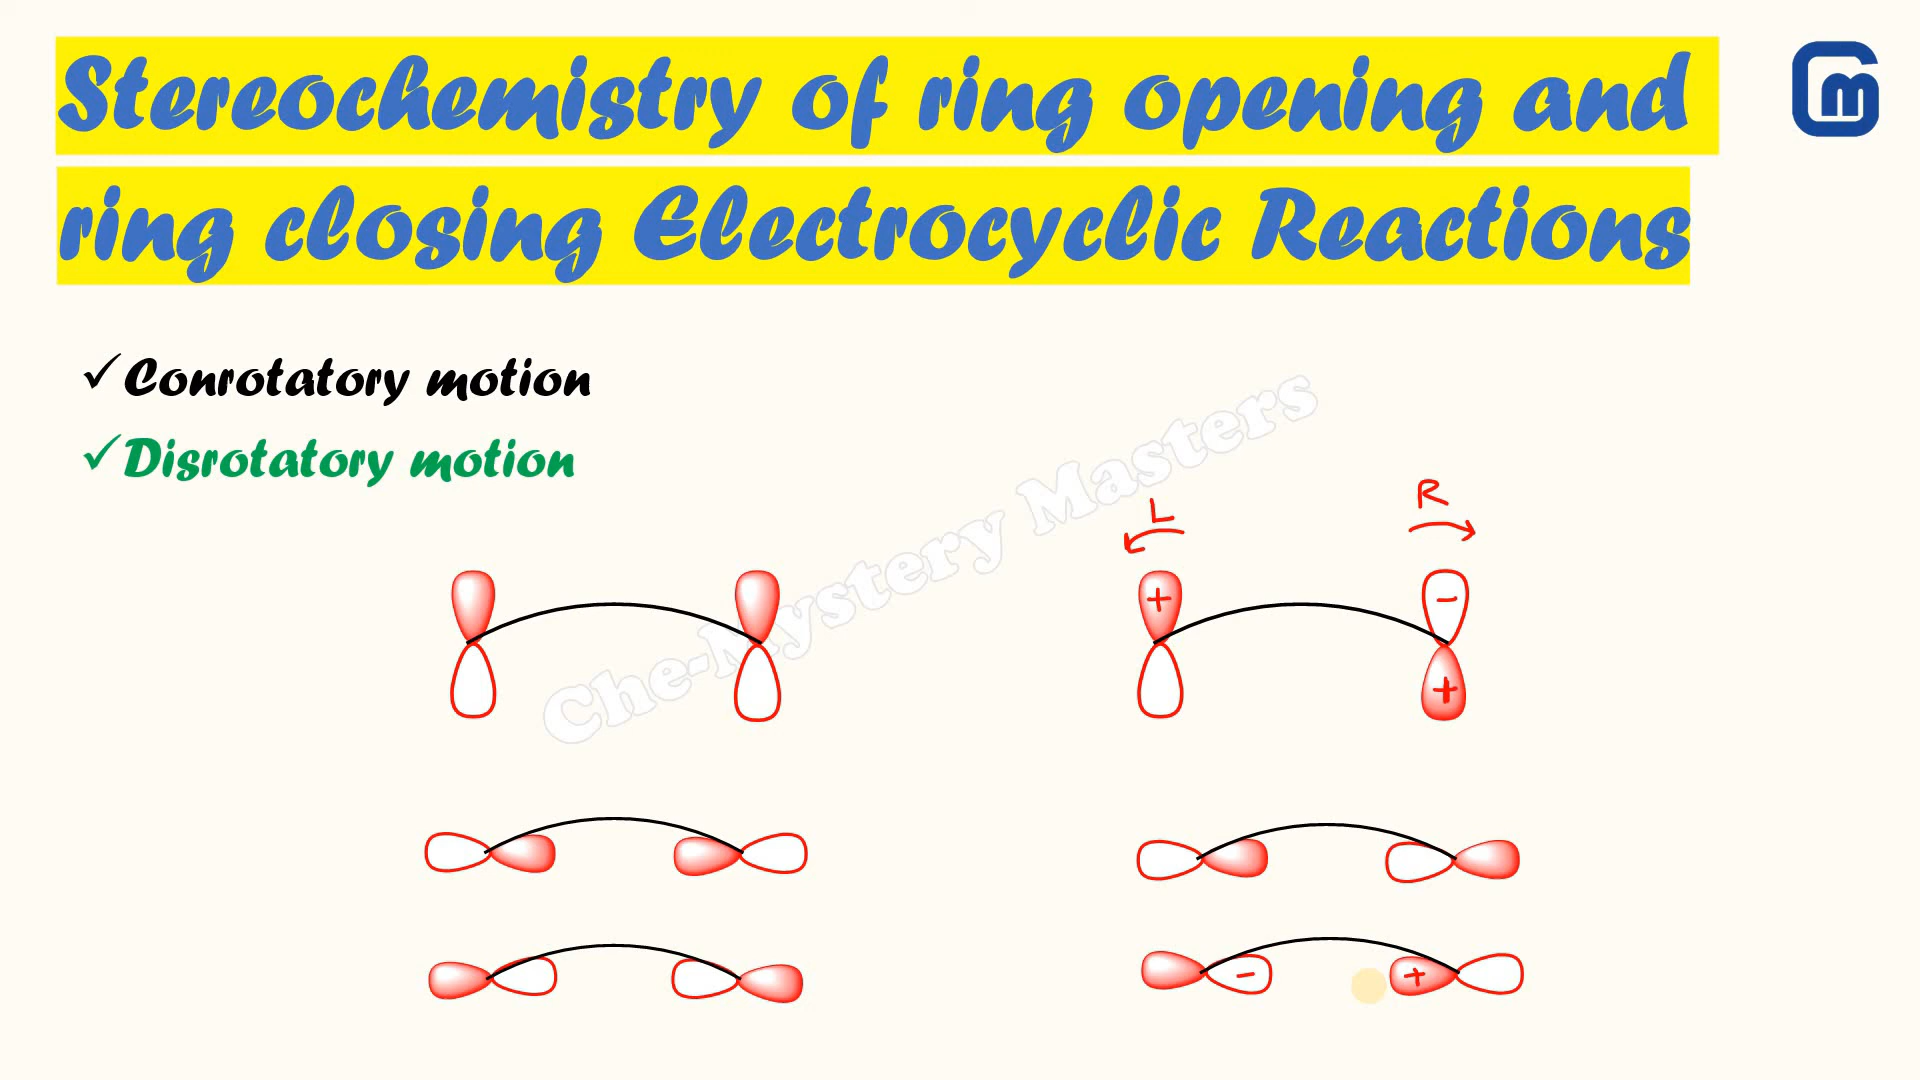 Stereochemistry of ring opening and
ring closing Electrocyclic Reactions
✓Conrotatory motion
✓Disrotatory motion
Che-Mystery Masters
L
R
+
-
+
-
+